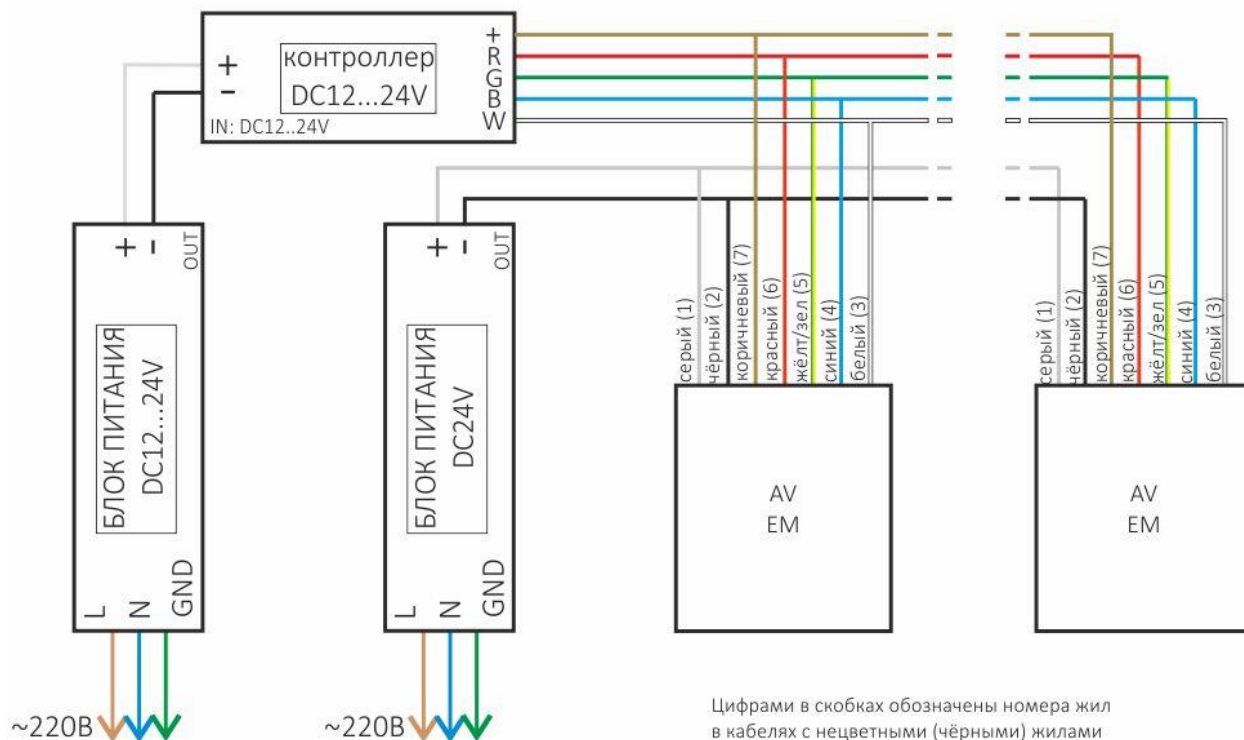 контроллер
DC12...24V
IN: DC12..24V
+
-
+
R
G
B
W
+
-
OUT
БЛОК ПИТАНИЯ
DC12...24V
L
N
GND
~220В
+
-
OUT
БЛОК ПИТАНИЯ
DC24V
L
N
GND
~220В
серый (1)
чёрный (2)
коричневый (7)
красный (6)
жёлт/зел (5)
синий (4)
белый (3)
AV
EM
серый (1)
чёрный (2)
коричневый (7)
красный (6)
жёлт/зел (5)
синий (4)
белый (3)
AV
EM
Цифрами в скобках обозначены номера жил
в кабелях с нецветными (чёрными) жилами